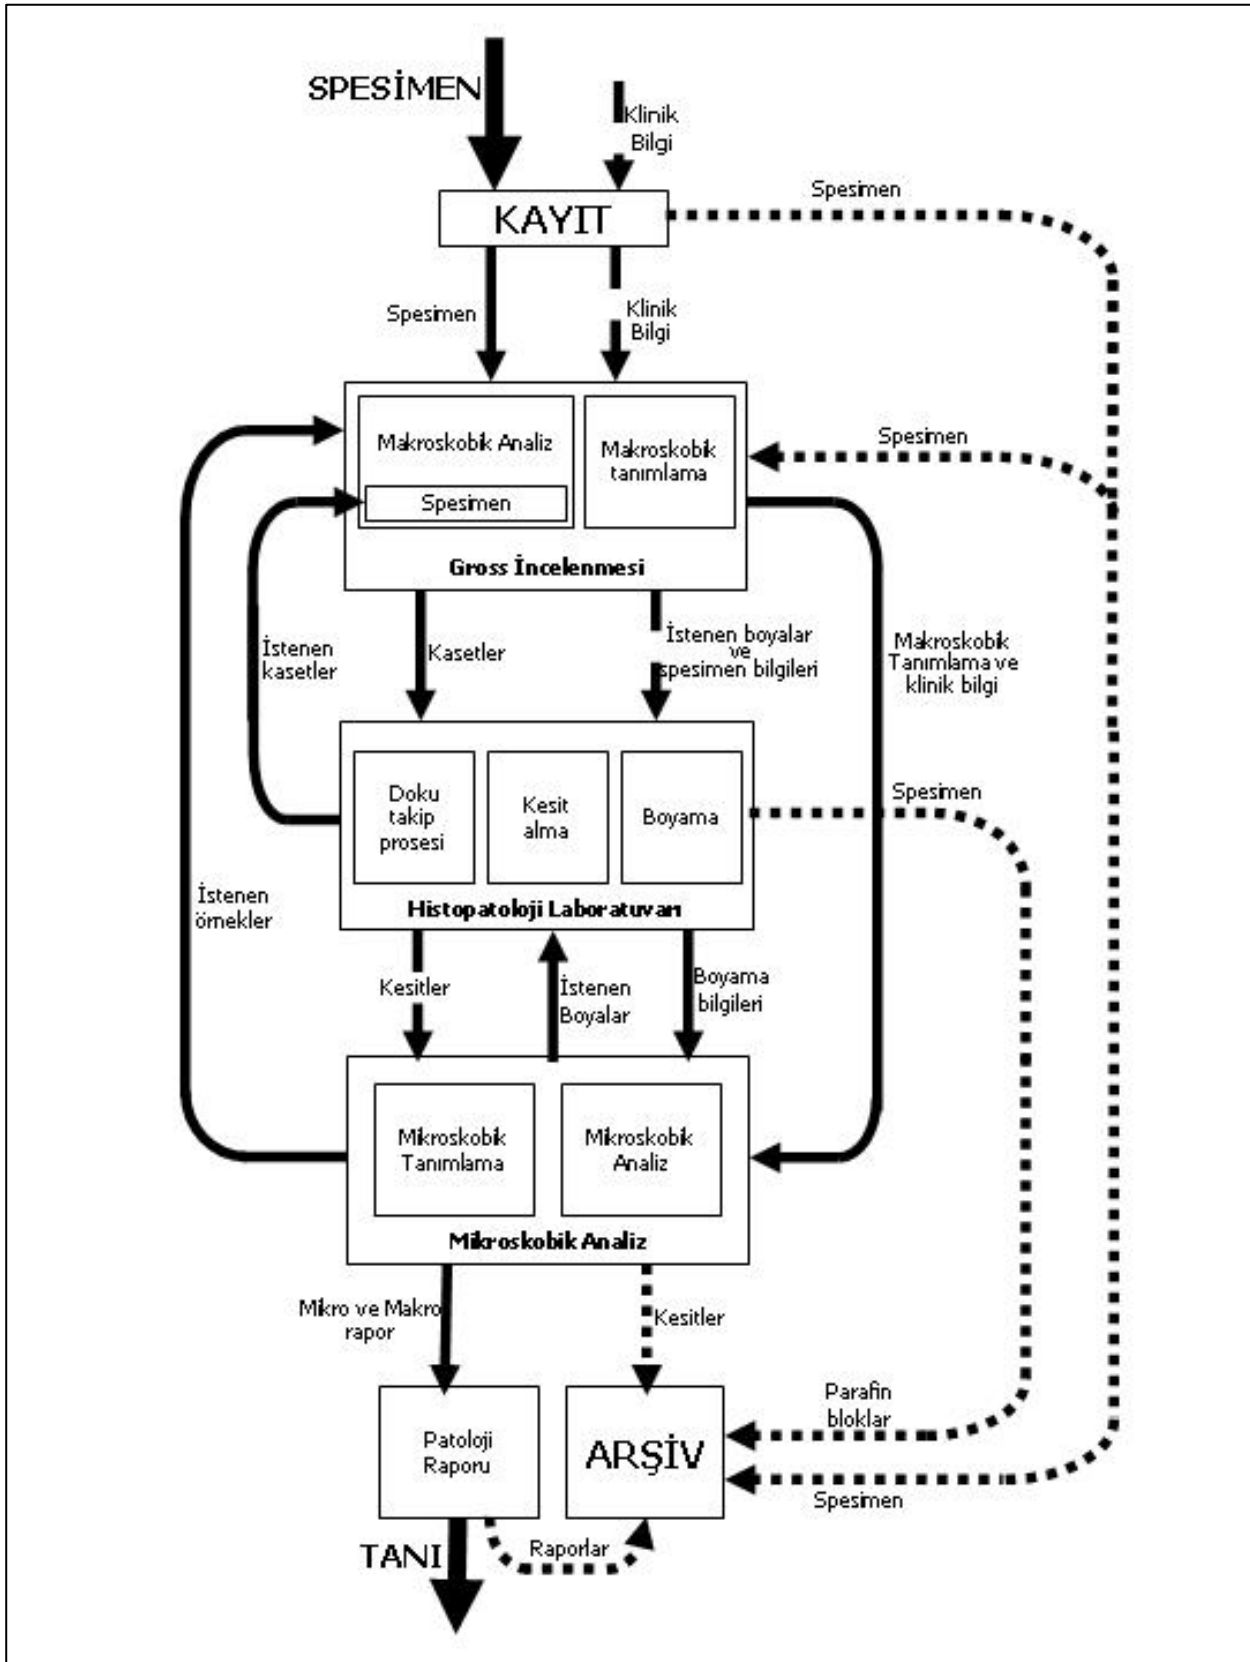 SPESİMEN
Klinik
Bilgi
KAYIT
Spesimen
Spesimen
Klinik
Bilgi
Makroskobik Analiz
Spesimen
Makroskobik
tanımlama
Gross İncelenmesi
Spesimen
İstenen
kasetler
Kasetler
İstenen boyalar
ve
spesimen bilgileri
Makroskobik
Tanımlama ve
klinik bilgi
Doku
takip
prosesi
Kesit
alma
Boyama
Histopatoloji Laboratuvarı
Spesimen
İstenen
örnekler
Kesitler
İstenen
Boyalar
Boyama
bilgileri
Mikroskobik
Tanımlama
Mikroskobik
Analiz
Mikroskobik Analiz
Mikro ve Makro
rapor
Kesitler
Patoloji
Raporu
ARŞİV
Parafin
bloklar
Spesimen
TANI
Raporlar